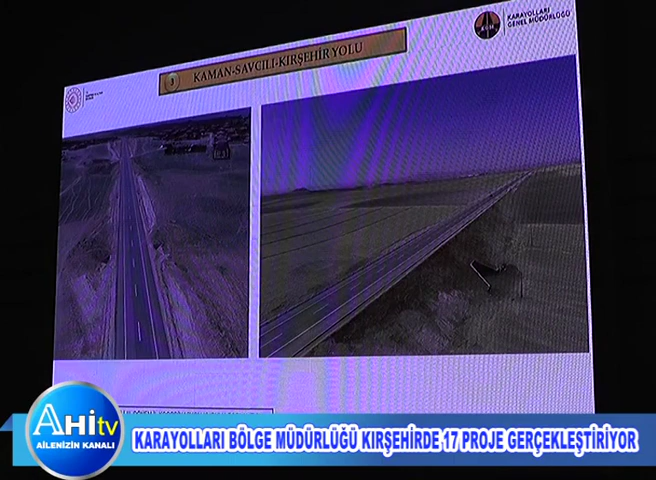 KARAYOLLARI
GENEL MÜDÜRLÜĞÜ
3 KAMAN-SAVCILI-KIRŞEHİR YOLU
AHİ tv
AİLENİZİN KANALI
KARAYOLLARI BÖLGE MÜDÜRLÜĞÜ KIRŞEHİRDE 17 PROJE GERÇEKLEŞTİRİYOR